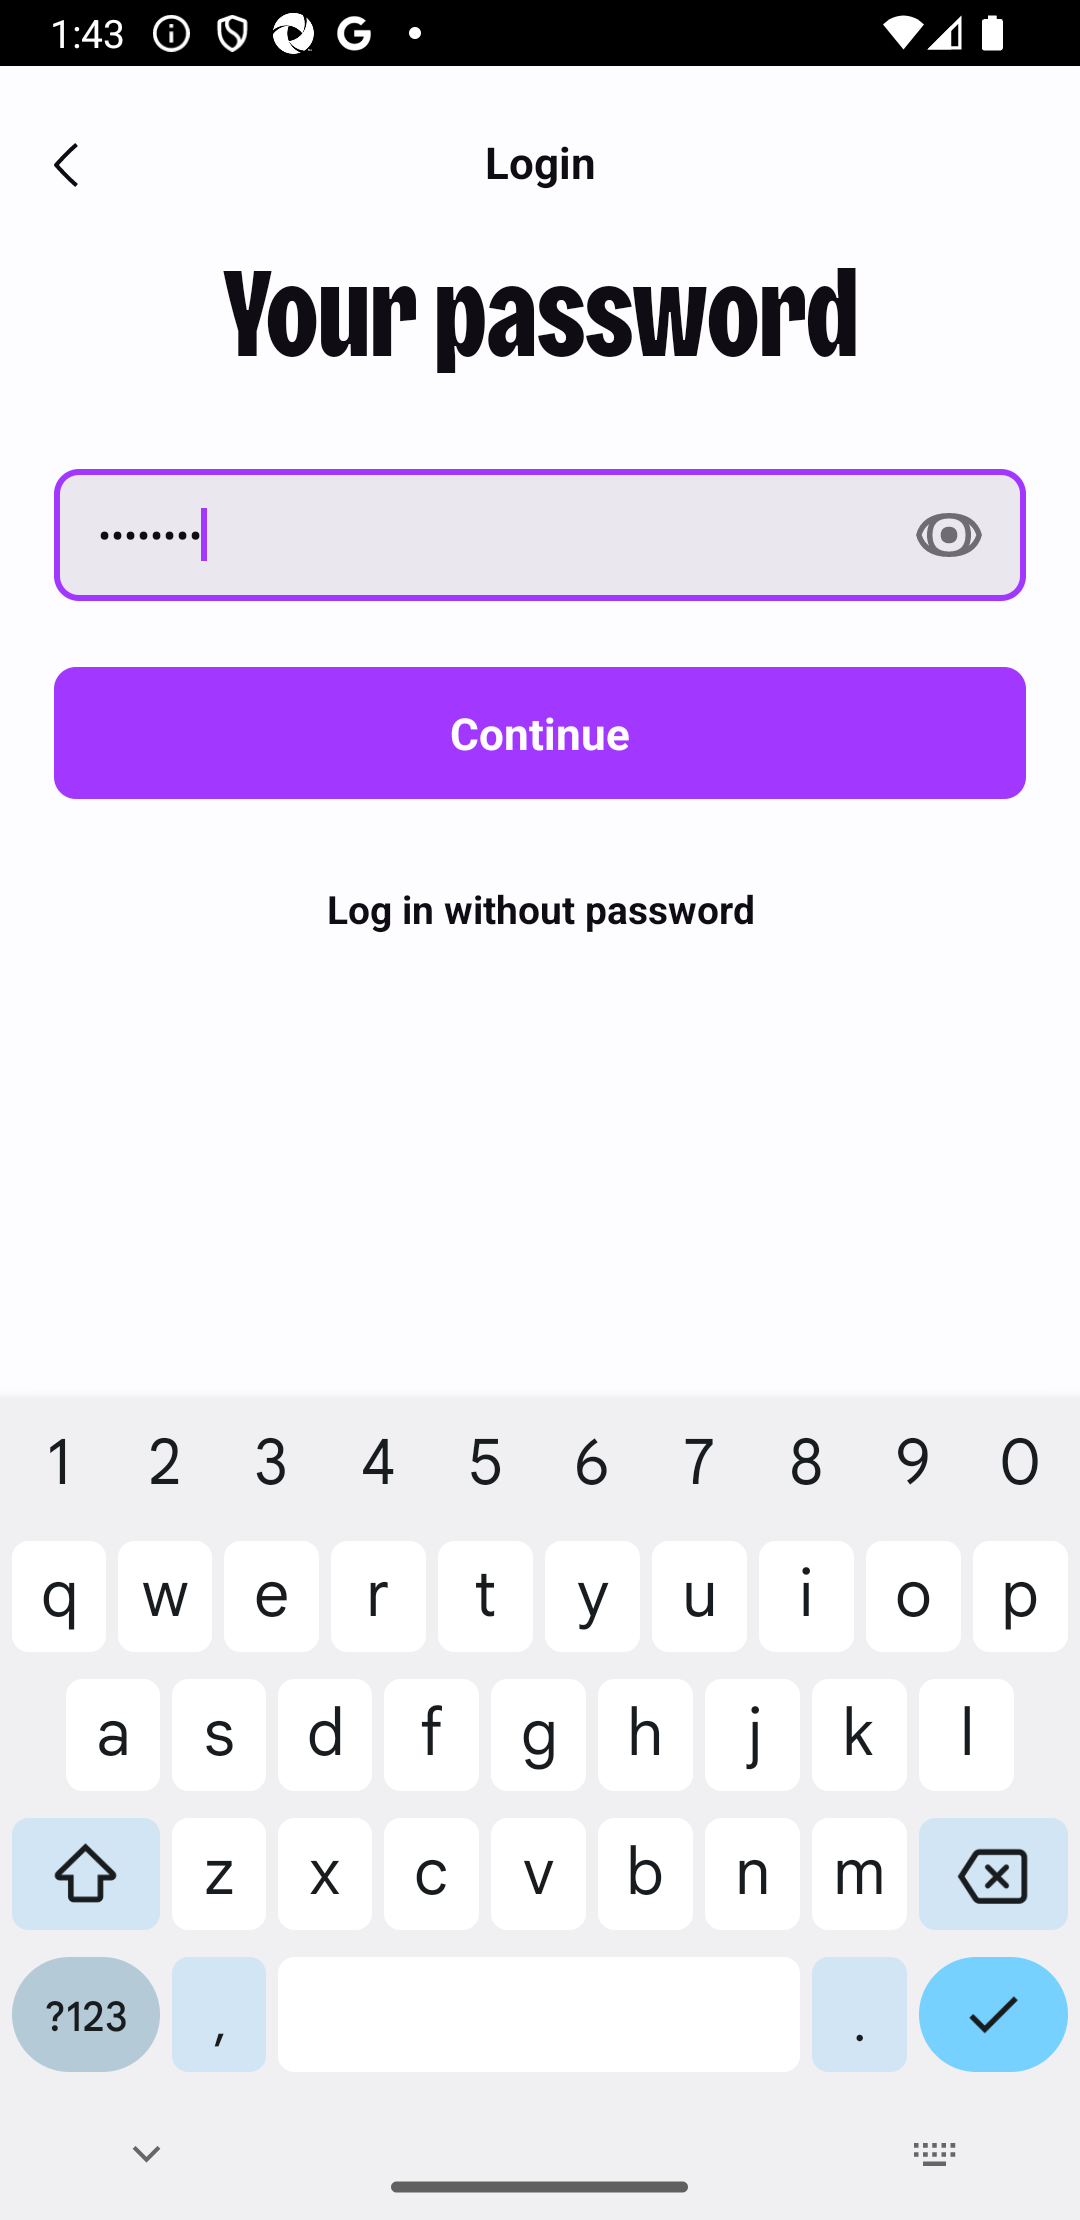 1:43
Login
Your password
••••••••
Continue
Log in without password
1 2 3 4 5 6 7 8 9 0
q w e r t y u i o p
a s d f g h j k l
z x c v b n m
?123 , .